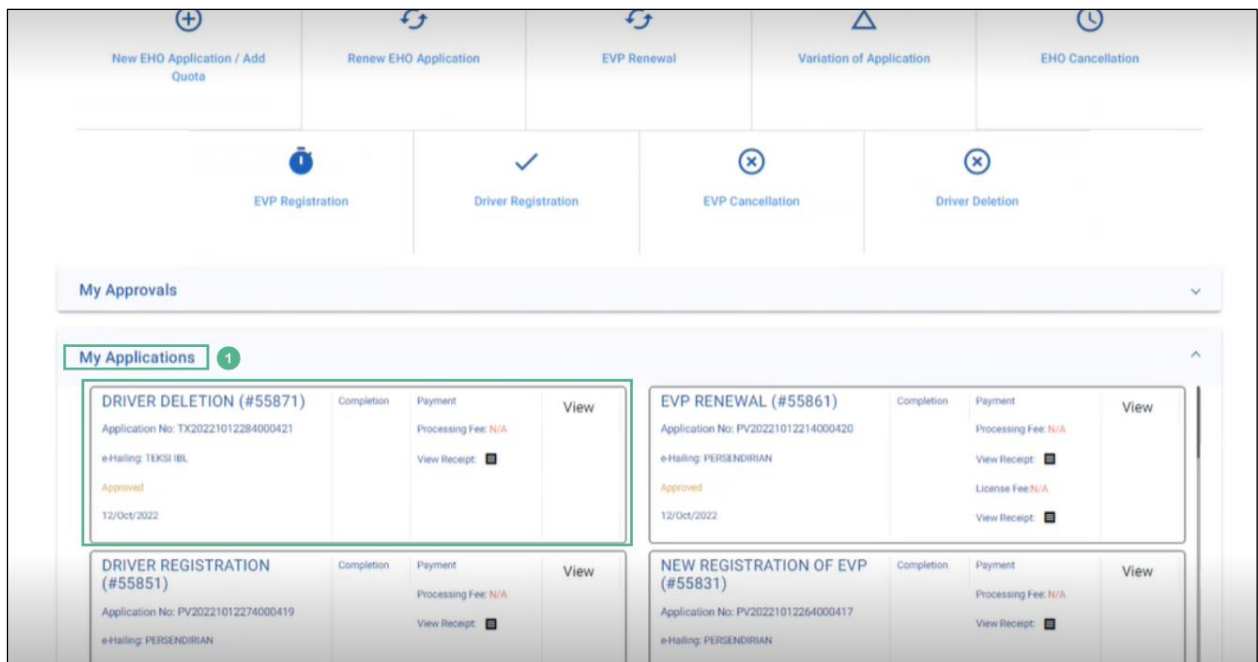 New EHO Application / Add
Quota
Renew EHO Application
EVP Renewal
Variation of Application
EHO Cancellation
EVP Registration
Driver Registration
EVP Cancellation
Driver Deletion
My Approvals
My Applications
1
DRIVER DELETION (#55871)
Application No: TX20221012284000421
e-Hailing: TEKSI IBL
Approved
12/Oct/2022
Completion
Payment
Processing Fee: N/A
View Receipt:
View
EVP RENEWAL (#55861)
Application No: PV20221012214000420
e-Hailing: PERSENDIRIAN
Approved
12/Oct/2022
Completion
Payment
Processing Fee: N/A
View Receipt:
License Fee:N/A
View Receipt:
View
DRIVER REGISTRATION
(#55851)
Application No: PV20221012274000419
e-Hailing: PERSENDIRIAN
Completion
Payment
Processing Fee: N/A
View Receipt:
View
NEW REGISTRATION OF EVP
(#55831)
Application No: PV20221012264000417
e-Hailing: PERSENDIRIAN
Completion
Payment
Processing Fee: N/A
View Receipt:
View